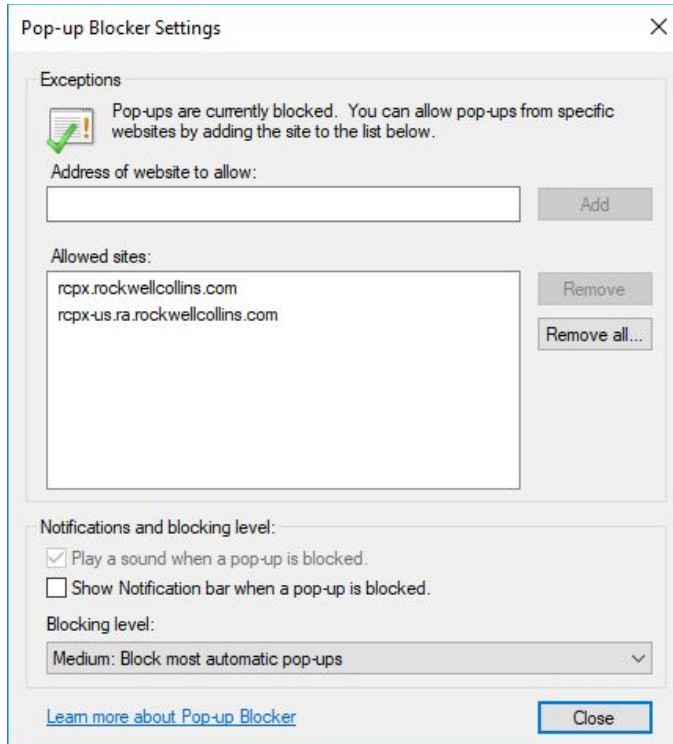 Pop-up Blocker Settings
Exceptions
Pop-ups are currently blocked.  You can allow pop-ups from specific
websites by adding the site to the list below.
Address of website to allow:
Add
Allowed sites:
rcpx.rockwellcollins.com
rcpx-us.ra.rockwellcollins.com
Remove
Remove all...
Notifications and blocking level:
Play a sound when a pop-up is blocked.
Show Notification bar when a pop-up is blocked.
Blocking level:
Medium: Block most automatic pop-ups
Learn more about Pop-up Blocker
Close